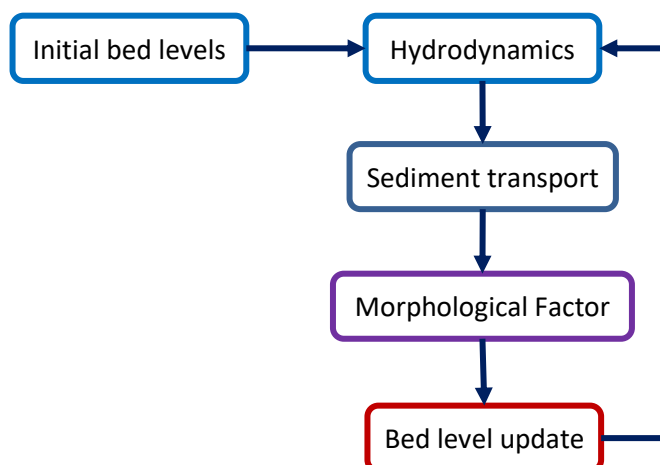 Initial bed levels
Hydrodynamics
Sediment transport
Morphological Factor
Bed level update